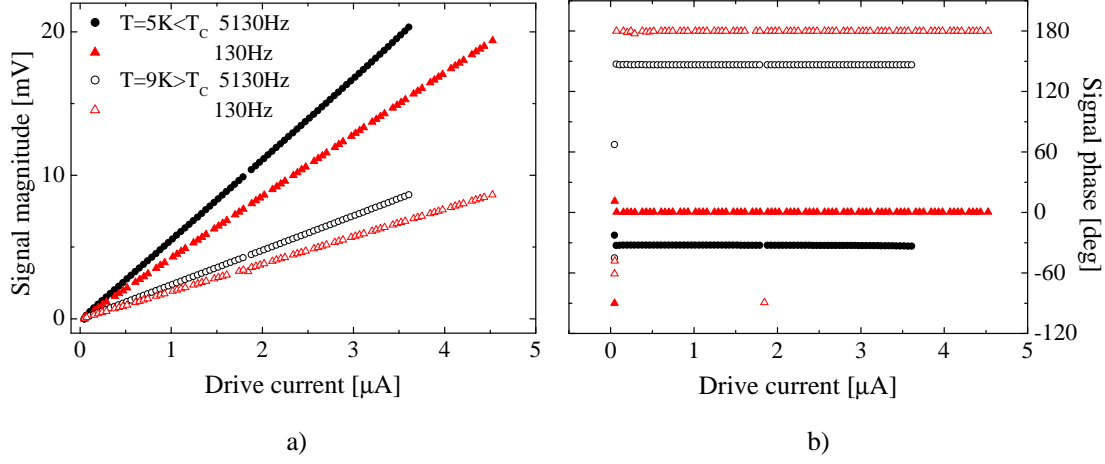 Signal magnitude [mV]
20
10
0
T=5K<T_C 5130Hz
130Hz
T=9K>T_C 5130Hz
130Hz
0 1 2 3 4 5
Drive current [μA]
a)
180
120
60
0
-60
-120
Signal phase [deg]
0 1 2 3 4 5
Drive current [μA]
b)